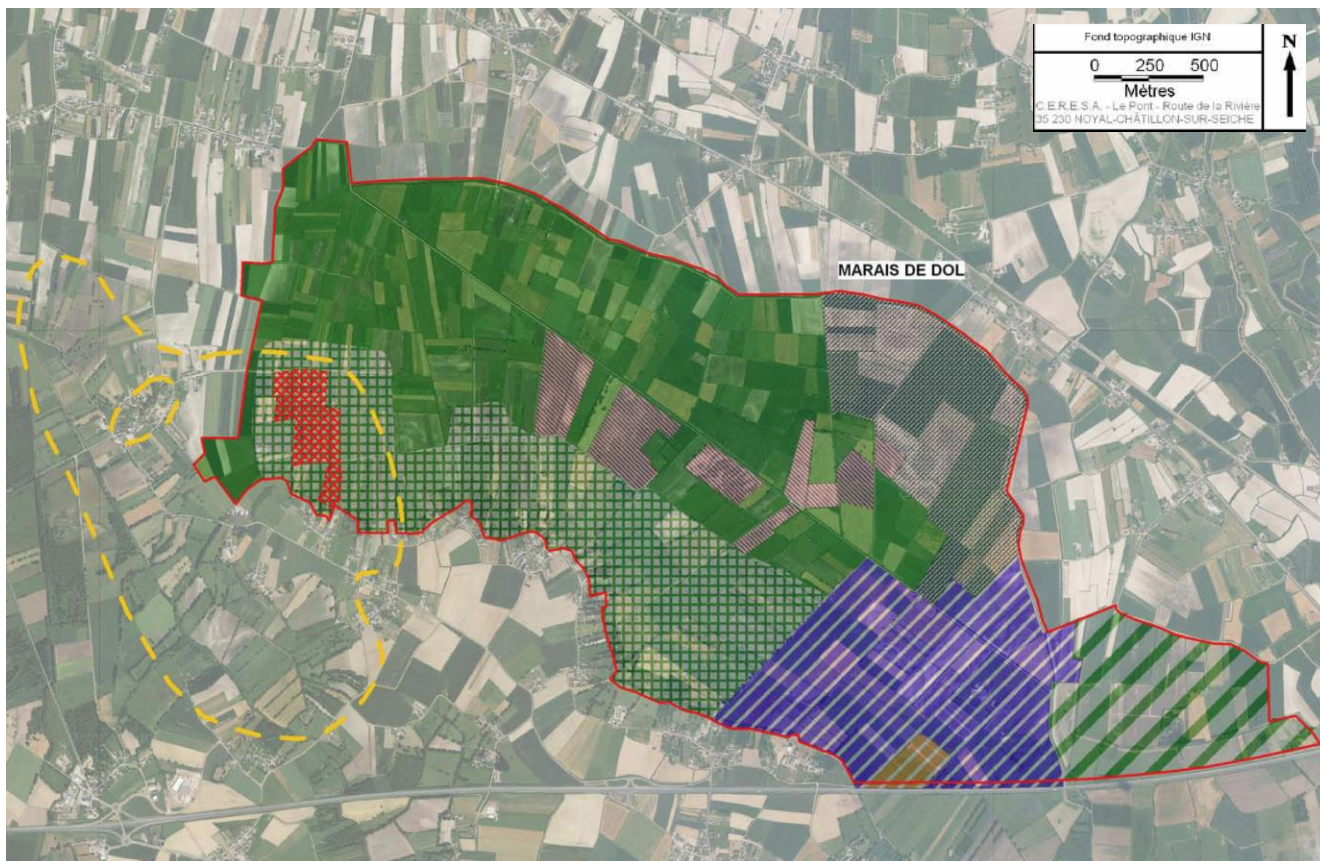 Fond topographique IGN
N
0 250 500
Mètres
C.E.R.E.S.A. - Le Pont - Route de la Rivière
35 230 NOYAL-CHÂTILLON-SUR-SEICHE
MARAIS DE DOL